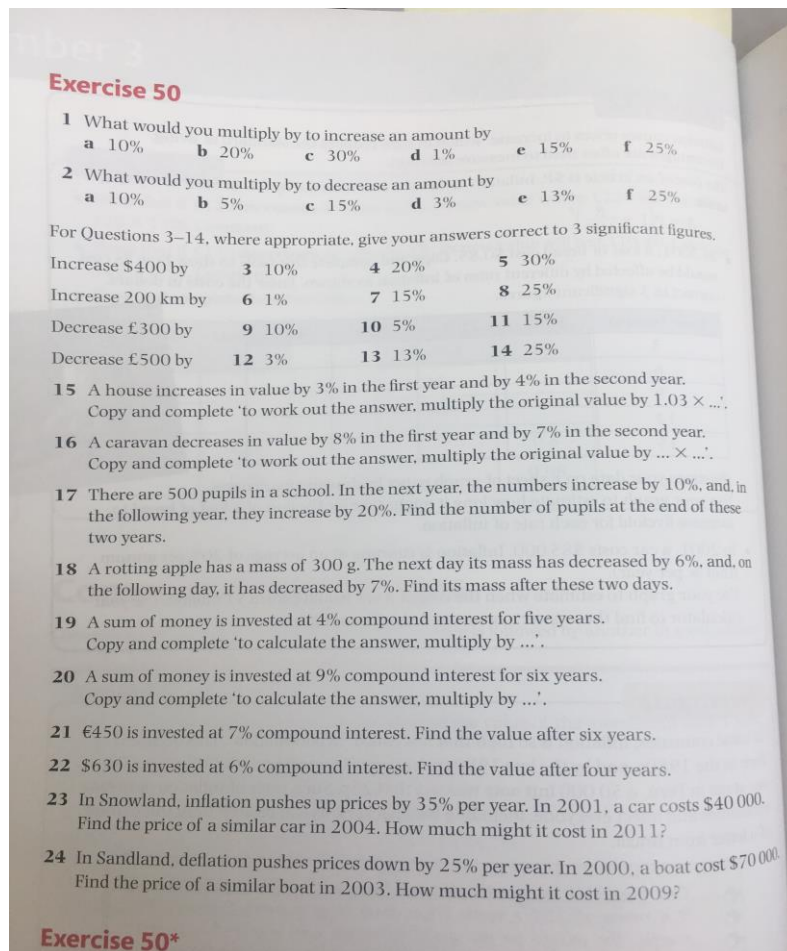 Exercise 50
1 What would you multiply by to increase an amount by
a 10% b 20% c 30% d 1% e 15% f 25%
2 What would you multiply by to decrease an amount by
a 10% b 5% c 15% d 3% e 13% f 25%
For Questions 3–14, where appropriate, give your answers correct to 3 significant figures.
Increase $400 by 3 10% 4 20% 5 30%
Increase 200 km by 6 1% 7 15% 8 25%
Decrease £300 by 9 10% 10 5% 11 15%
Decrease £500 by 12 3% 13 13% 14 25%
15 A house increases in value by 3% in the first year and by 4% in the second year.
Copy and complete 'to work out the answer, multiply the original value by 1.03 × ...'.
16 A caravan decreases in value by 8% in the first year and by 7% in the second year.
Copy and complete 'to work out the answer, multiply the original value by ... × ...'.
17 There are 500 pupils in a school. In the next year, the numbers increase by 10%, and, in
the following year, they increase by 20%. Find the number of pupils at the end of these
two years.
18 A rotting apple has a mass of 300 g. The next day its mass has decreased by 6%, and, on
the following day, it has decreased by 7%. Find its mass after these two days.
19 A sum of money is invested at 4% compound interest for five years.
Copy and complete 'to calculate the answer, multiply by ...'.
20 A sum of money is invested at 9% compound interest for six years.
Copy and complete 'to calculate the answer, multiply by ...'.
21 €450 is invested at 7% compound interest. Find the value after six years.
22 $630 is invested at 6% compound interest. Find the value after four years.
23 In Snowland, inflation pushes up prices by 35% per year. In 2001, a car costs $40 000.
Find the price of a similar car in 2004. How much might it cost in 2011?
24 In Sandland, deflation pushes prices down by 25% per year. In 2000, a boat cost $70 000.
Find the price of a similar boat in 2003. How much might it cost in 2009?
Exercise 50*